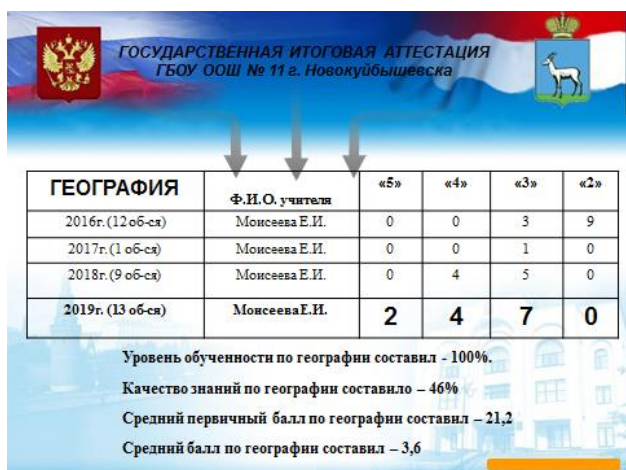 ГОСУДАРСТВЕННАЯ ИТОГОВАЯ АТТЕСТАЦИЯ
ГБОУ ООШ № 11 г. Новокуйбышевска
ГЕОГРАФИЯ Ф.И.О. учителя «5» «4» «3» «2»
2016г. (12 об-ся) Моисеева Е.И. 0 0 3 9
2017г. (1 об-ся) Моисеева Е.И. 0 0 1 0
2018г. (9 об-ся) Моисеева Е.И. 0 4 5 0
2019г. (13 об-ся) Моисеева Е.И. 2 4 7 0
Уровень обученности по географии составил - 100%.
Качество знаний по географии составило – 46%
Средний первичный балл по географии составил – 21,2
Средний балл по географии составил – 3,6